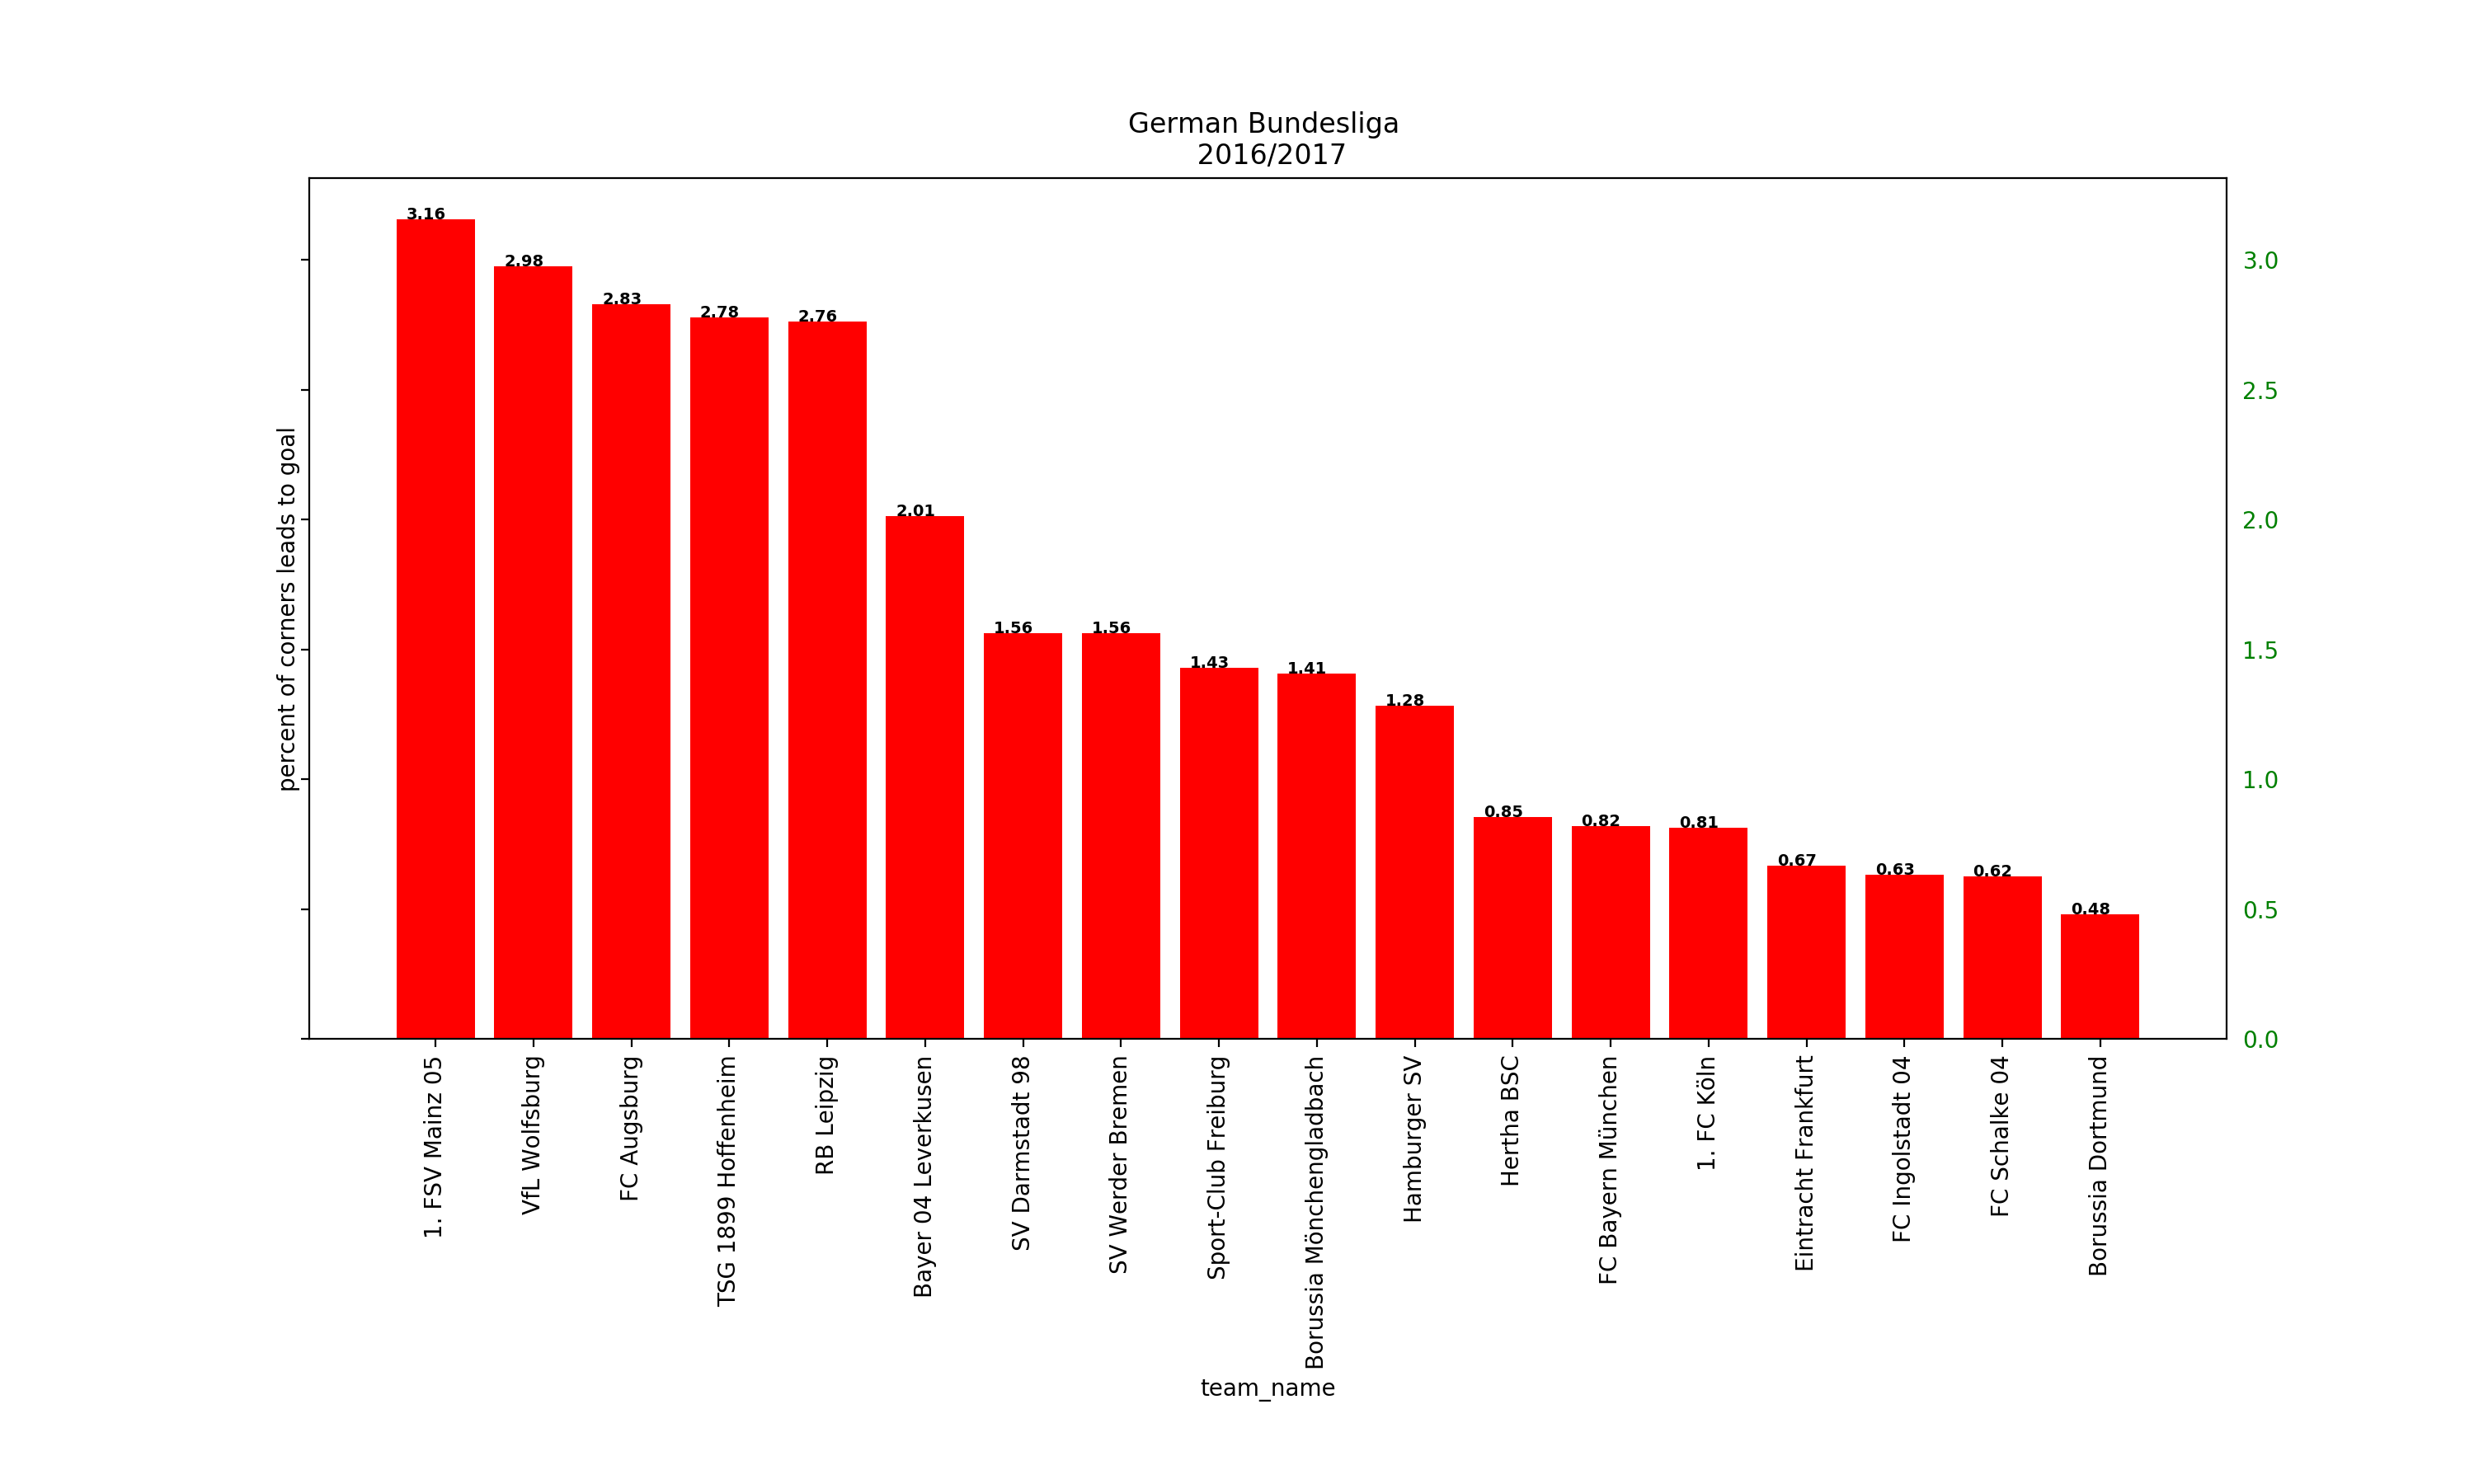 German Bundesliga
2016/2017
percent of corners leads to goal
3.16
2.98
2.83
2.78
2.76
2.01
1.56
1.56
1.43
1.41
1.28
0.85
0.82
0.81
0.67
0.63
0.62
0.48
3.0
2.5
2.0
1.5
1.0
0.5
0.0
1. FSV Mainz 05
VfL Wolfsburg
FC Augsburg
TSG 1899 Hoffenheim
RB Leipzig
Bayer 04 Leverkusen
SV Darmstadt 98
SV Werder Bremen
Sport-Club Freiburg
Borussia Mönchengladbach
Hamburger SV
Hertha BSC
FC Bayern München
1. FC Köln
Eintracht Frankfurt
FC Ingolstadt 04
FC Schalke 04
Borussia Dortmund
team_name